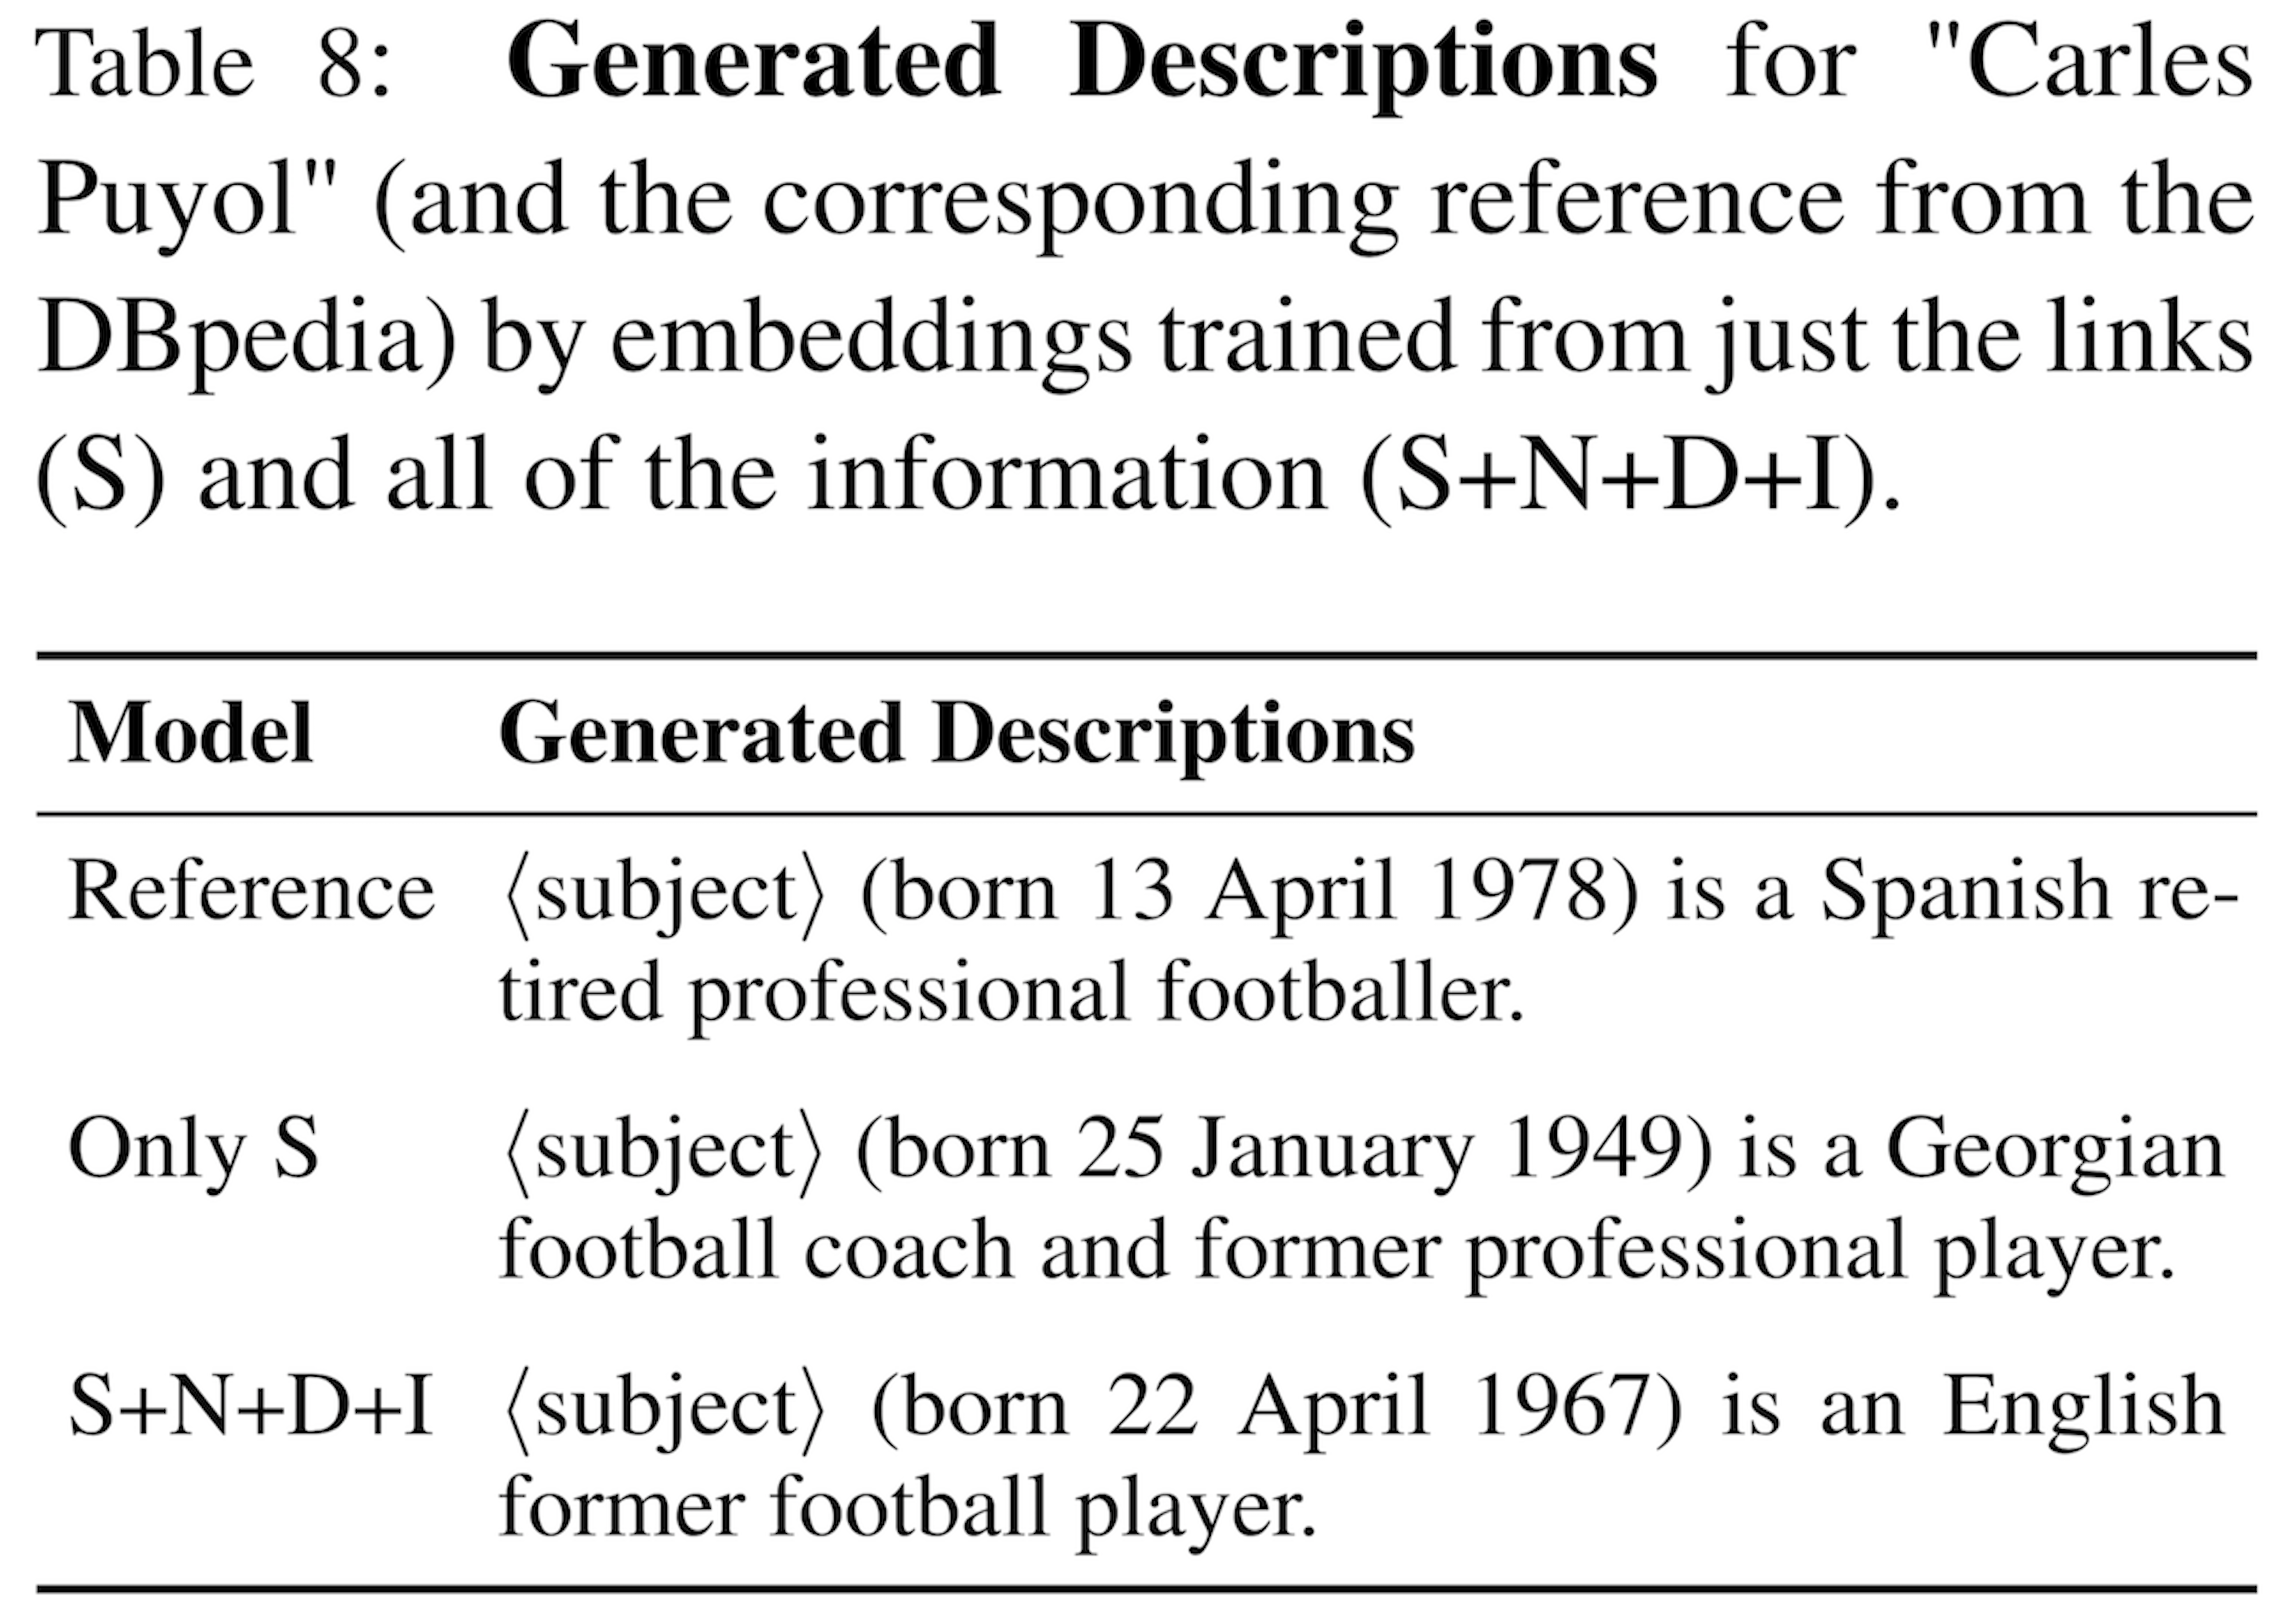 Table 8: Generated Descriptions for "Carles
Puyol" (and the corresponding reference from the
DBpedia) by embeddings trained from just the links
(S) and all of the information (S+N+D+I).
Model Generated Descriptions
Reference ⟨subject⟩ (born 13 April 1978) is a Spanish re-
tired professional footballer.
Only S ⟨subject⟩ (born 25 January 1949) is a Georgian
football coach and former professional player.
S+N+D+I ⟨subject⟩ (born 22 April 1967) is an English
former football player.